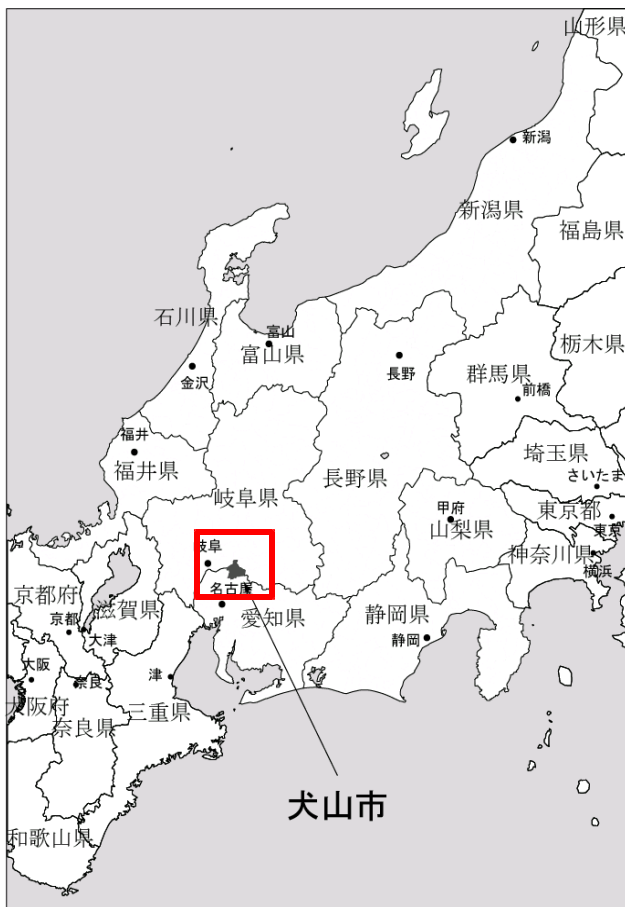 山形県
新潟
新潟県
福島県
石川県
富山
富山県
栃木県
金沢
長野
群馬県
前橋
福井
福井県
埼玉県
さいたま
長野県
岐阜県
甲府
山梨県
東京都
東京
神奈川県
横浜
岐阜
京都府
滋賀県
名古屋
愛知県
静岡県
京都
大津
静岡
大阪
奈良
津
大阪府
三重県
奈良県
犬山市
和歌山県